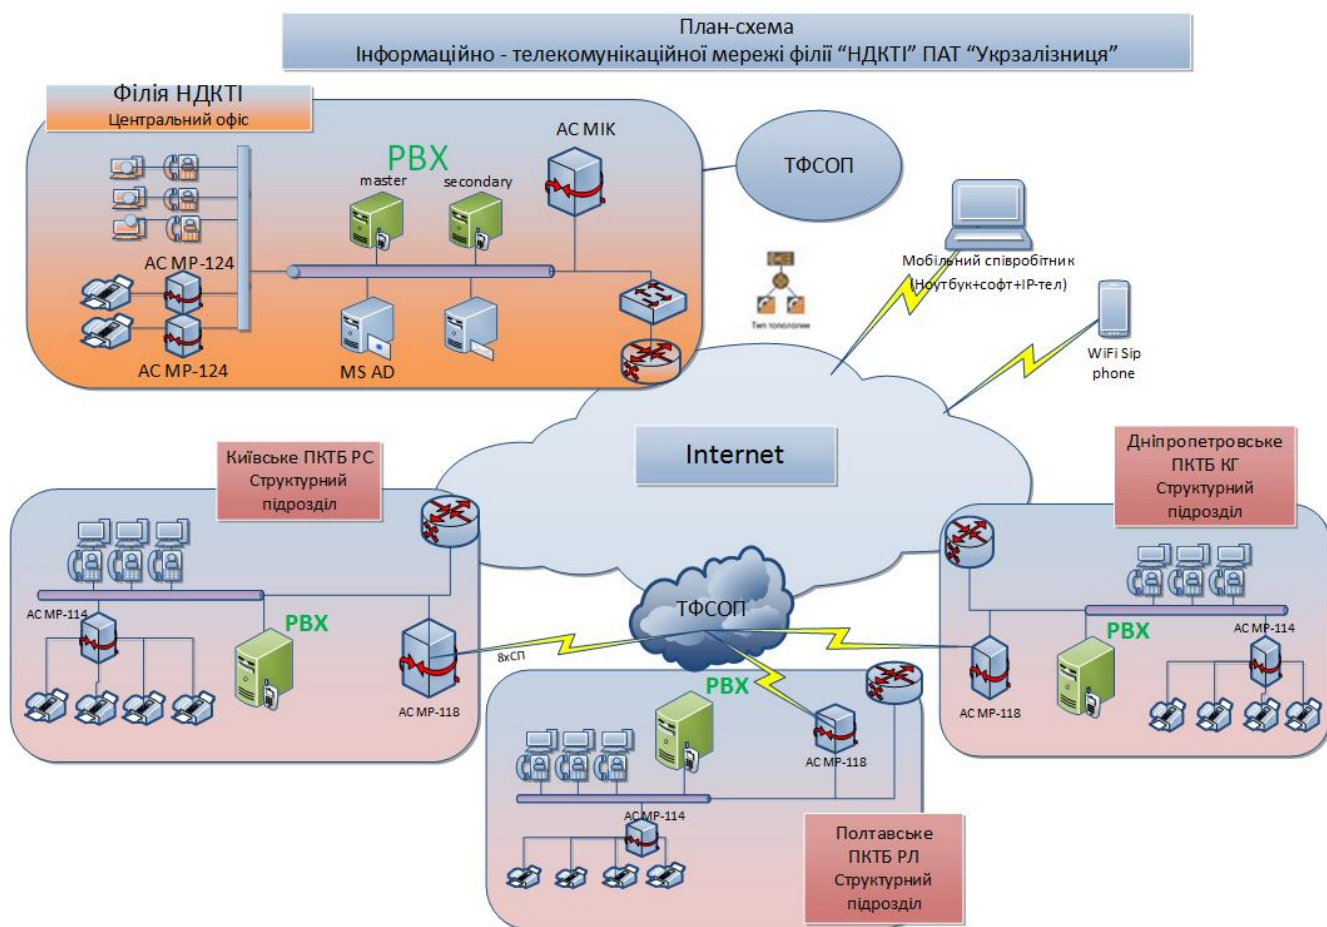 План-схема
Інформаційно - телекомунікаційної мережі філії “НДКТІ” ПАТ “Укрзалізниця”
Філія НДКТІ
Центральний офіс
PBX
master
secondary
AC MIK
ТФСОП
AC MP-124
AC MP-124
MS AD
Мобільний співробітник
(Ноутбук+софт+IP-тел)
Тип топологии
WiFi Sip
phone
Internet
Київське ПКТБ РС
Структурний
підрозділ
Дніпропетровське
ПКТБ КГ
Структурний
підрозділ
AC MP-114
PBX
8хСП
AC MP-118
ТФСОП
PBX
AC MP-118
AC MP-114
AC MP-118
PBX
AC MP-114
Полтавське
ПКТБ РЛ
Структурний
підрозділ